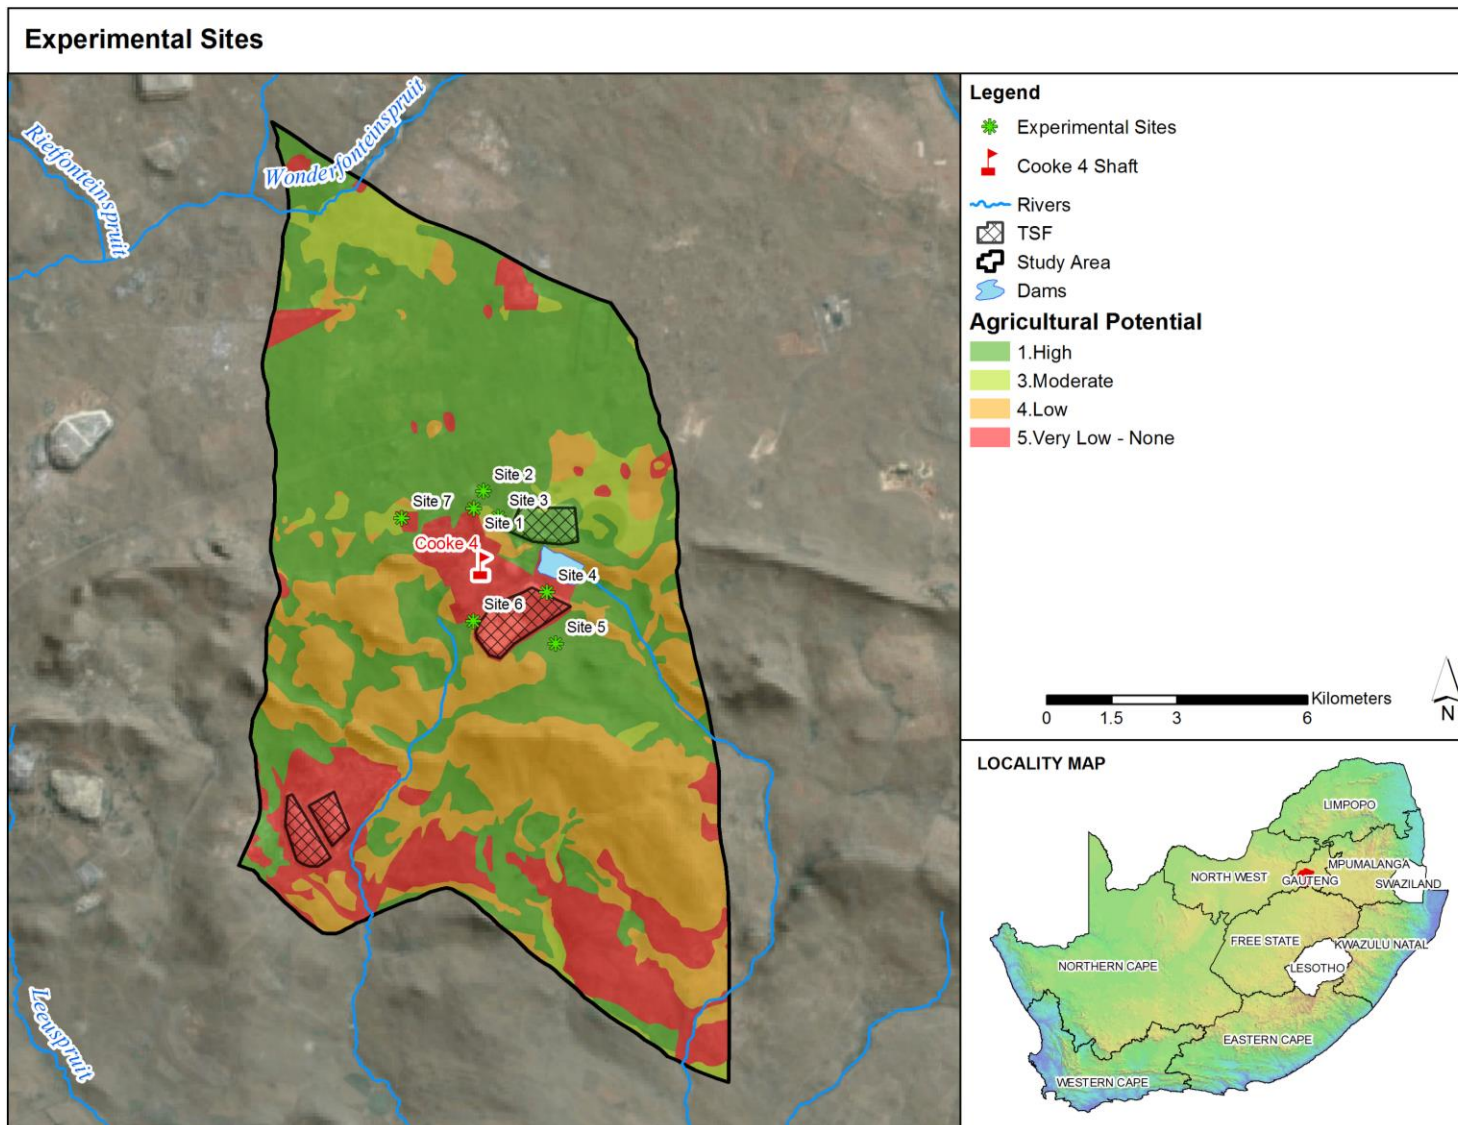 Experimental Sites
Rietfonteinspruit
Wonderfonteinspruit
Site 2
Site 7
Site 3
Site 1
Cooke 4
Site 4
Site 6
Site 5
Leeuspruit
Legend
Experimental Sites
Cooke 4 Shaft
Rivers
TSF
Study Area
Dams
Agricultural Potential
1.High
3.Moderate
4.Low
5.Very Low - None
Kilometers
0 1.5 3 6
N
LOCALITY MAP
LIMPOPO
MPUMALANGA
NORTH WEST
GAUTENG
SWAZILAND
FREE STATE
KWAZULU NATAL
NORTHERN CAPE
LESOTHO
EASTERN CAPE
WESTERN CAPE